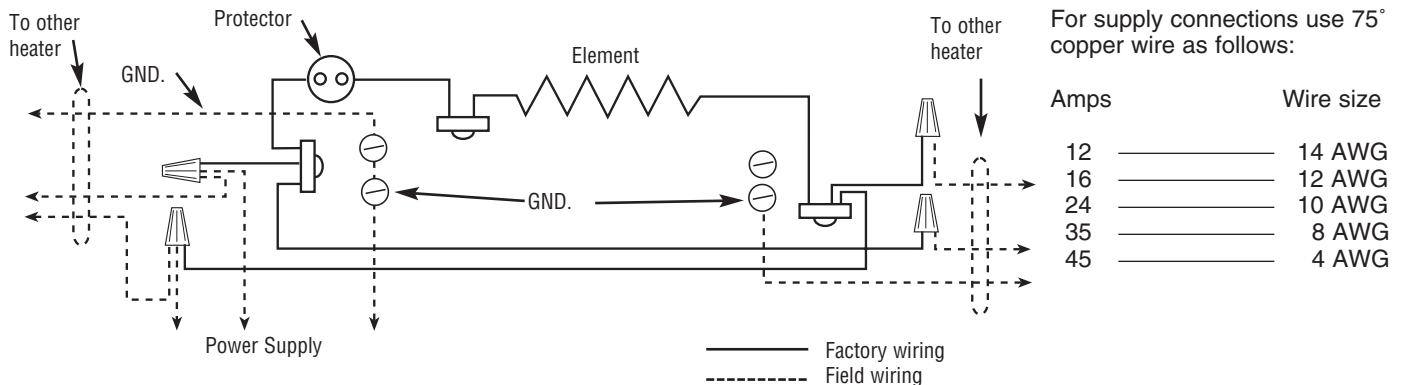 To other
heater
Protector
GND.
Element
To other
heater
For supply connections use 75˚
copper wire as follows:
Amps Wire size
12 14 AWG
16 12 AWG
24 10 AWG
35 8 AWG
45 4 AWG
GND.
Power Supply
Factory wiring
Field wiring